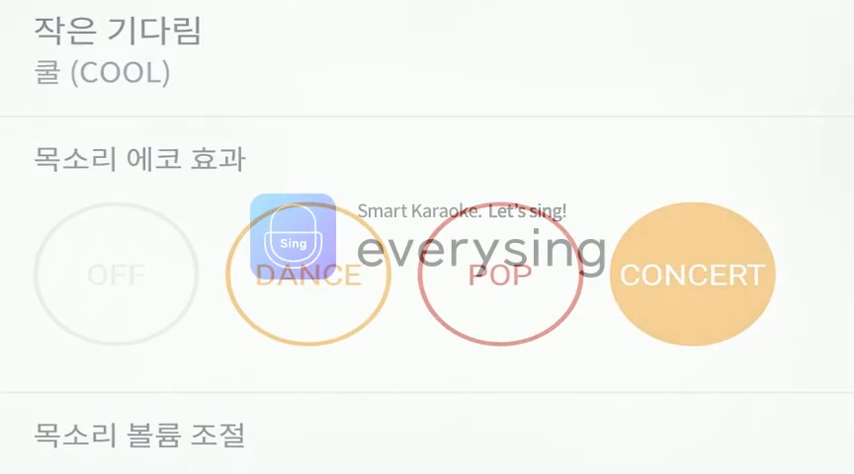 작은 기다림
쿨 (COOL)
목소리 에코 효과
Smart Karaoke. Let's sing!
Sing
everysing
OFF
DANCE
POP
CONCERT
목소리 볼륨 조절